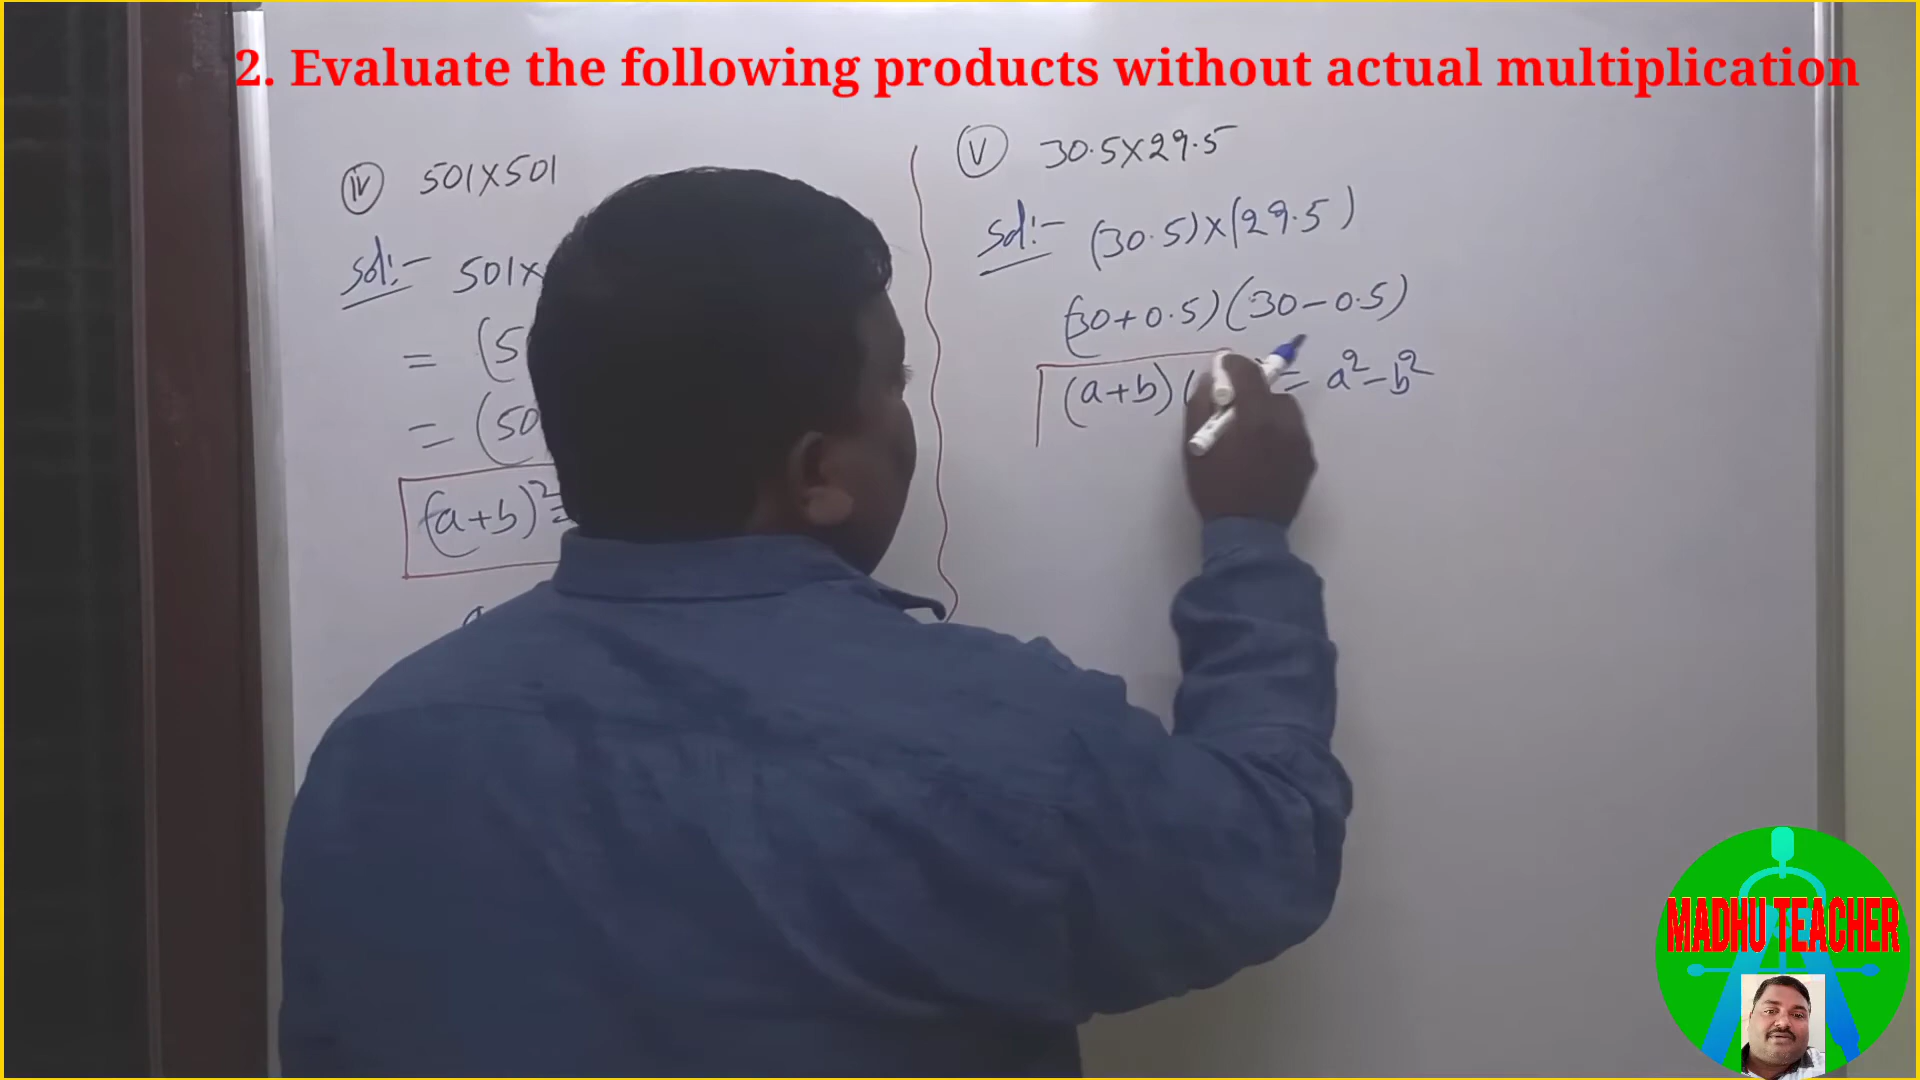 2. Evaluate the following products without actual multiplication
iv 501x501
Sol:- 501x
= (5
= (50
(a+b)²=
V 30.5x29.5
Sol:- (30.5)x(29.5)
(30+0.5)(30-0.5)
(a+b)( = a²-b²
MADHU TEACHER